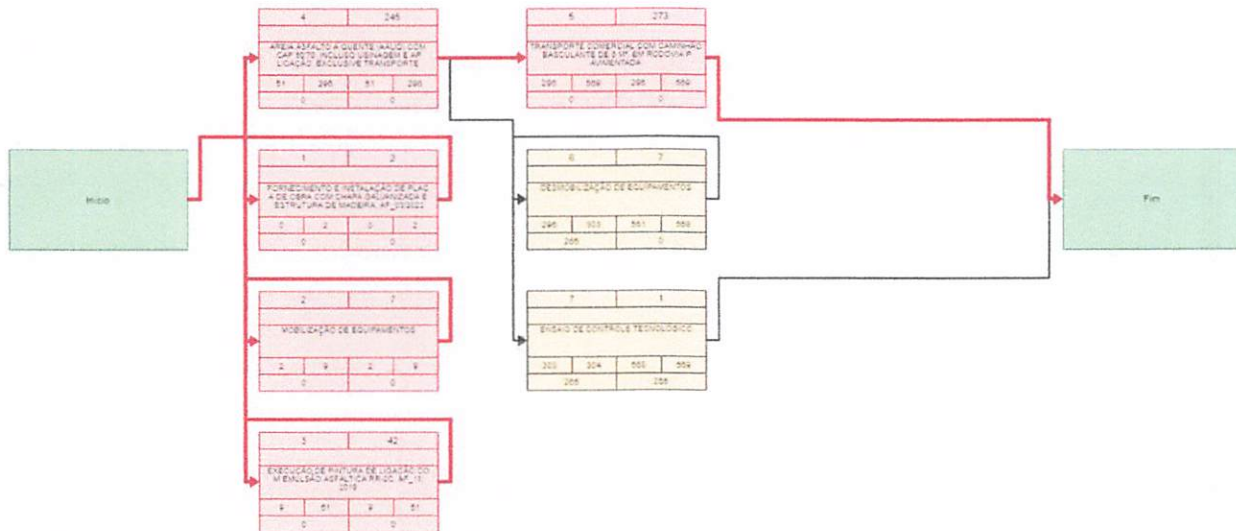 4 245
AREIA ASFALTO A QUENTE (AAUQ) COM
CAP 50/70, INCLUSO USINAGEM E AP
LIGAÇÃO, EXCLUSIVE TRANSPORTE
51 296 51 296
0 0
5 273
TRANSPORTE COMERCIAL COM CAMINHÃO
BASCULANTE DE 6 M³, EM RODOVIA P
AVIMENTADA
296 569 296 569
0 0
Início
1 2
FORNECIMENTO E INSTALAÇÃO DE PLAC
A DE OBRA COM CHAPA GALVANIZADA E
ESTRUTURA DE MADEIRA. AF_03/2022
0 2 0 2
0 0
6 7
DESMOBILIZAÇÃO DE EQUIPAMENTOS
296 303 561 568
265 0
Fim
2 7
MOBILIZAÇÃO DE EQUIPAMENTOS
2 9 2 9
0 0
7 1
ENSAIO DE CONTROLE TECNOLOGICO
303 304 568 569
265 265
3 42
EXECUÇÃO DE PINTURA DE LIGAÇÃO CO
M EMULSÃO ASFÁLTICA RR-2C. AF_11/
2019
9 51 9 51
0 0